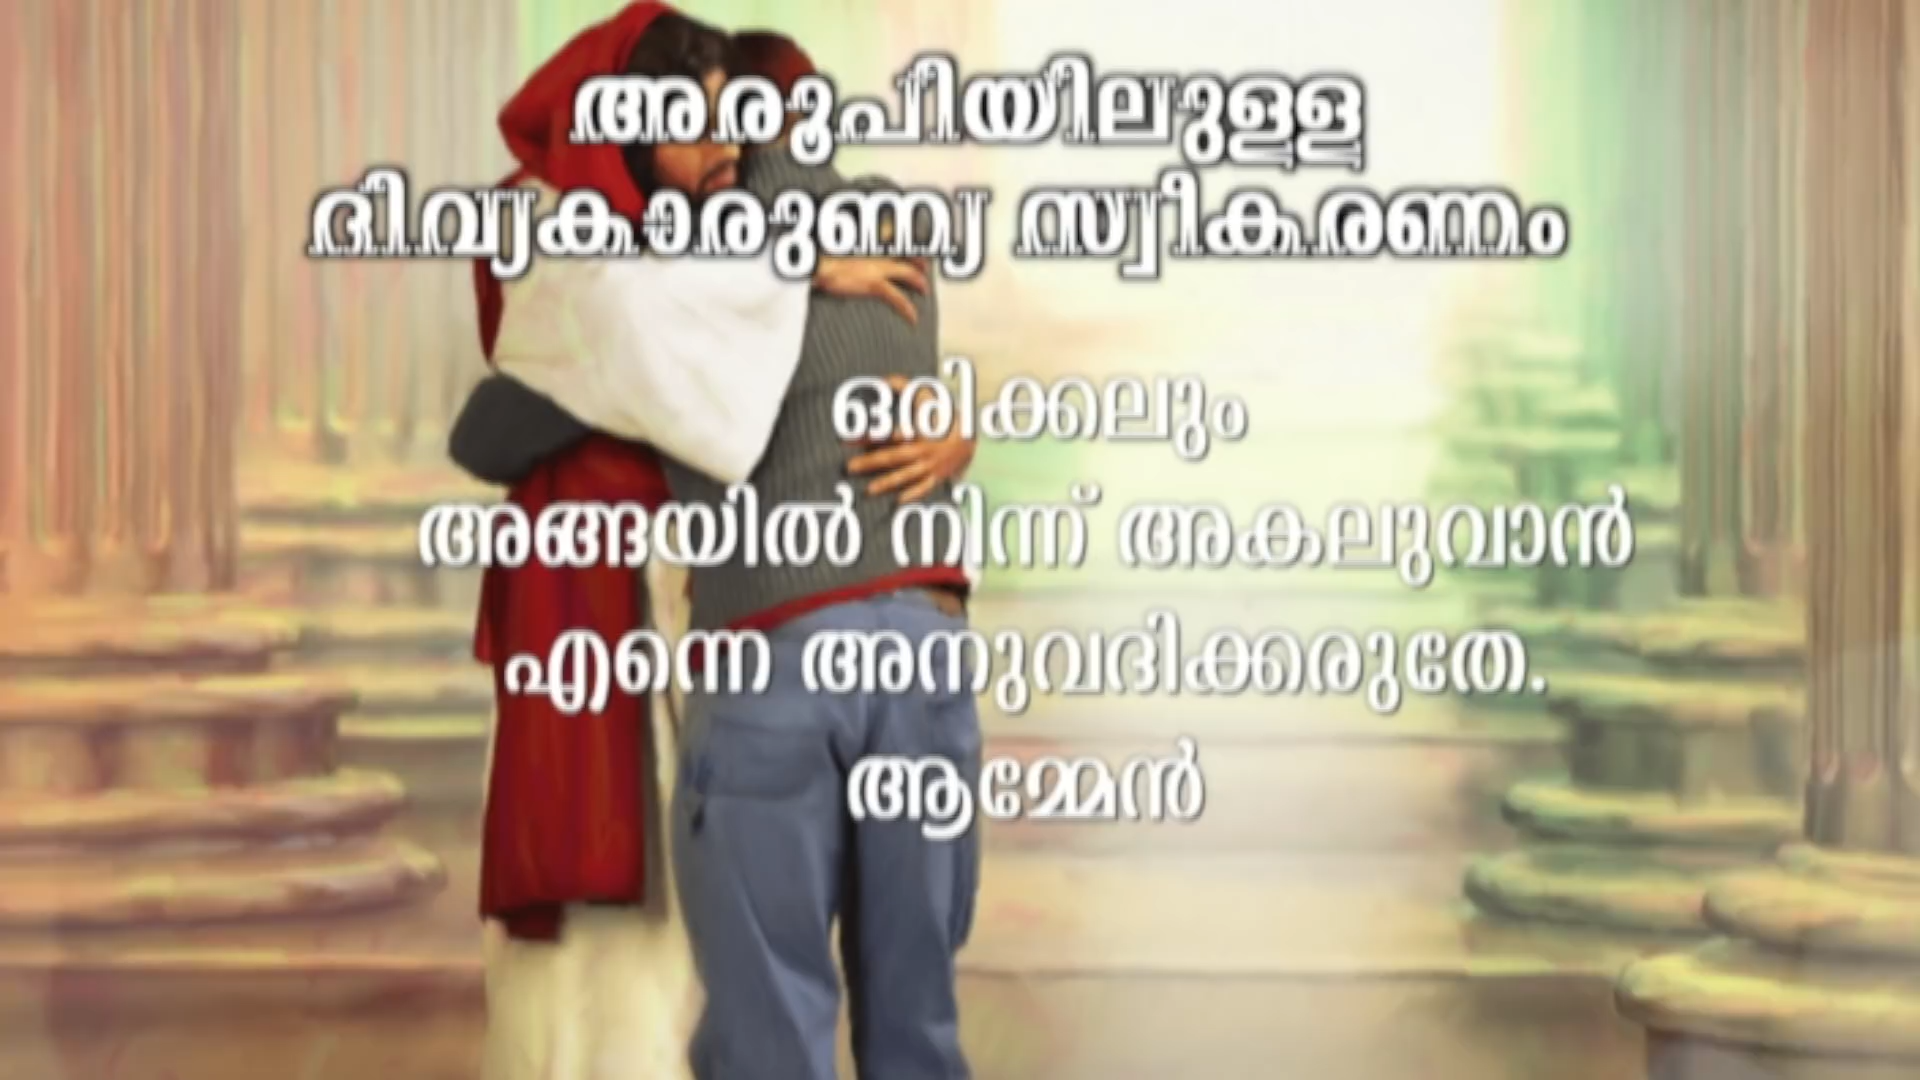 അരൂപിയിലുള്ള
ദിവ്യകാരുണ്യ സ്വീകരണം
ഒരിക്കലും
അങ്ങയിൽ നിന്ന് അകലുവാൻ
എന്നെ അനുവദിക്കരുതേ.
ആമ്മേൻ